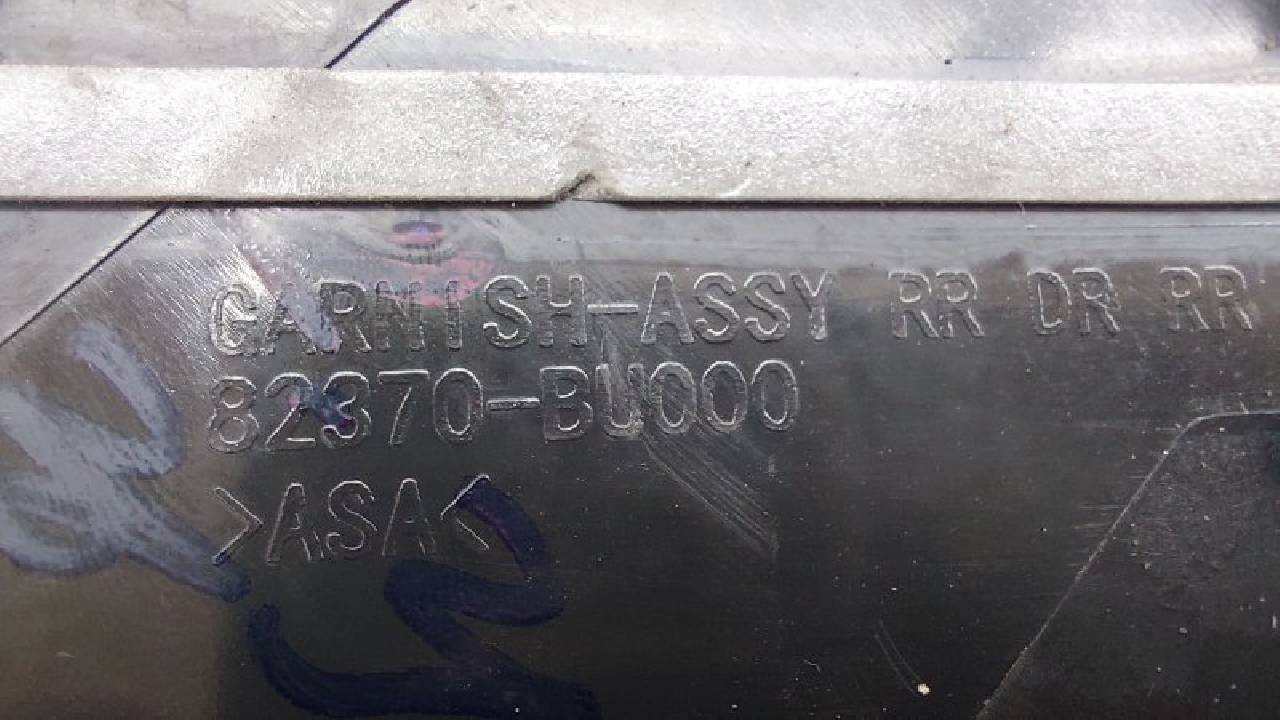 GARNISH-ASSY RR DR RR
82370-BU000
>ASA<